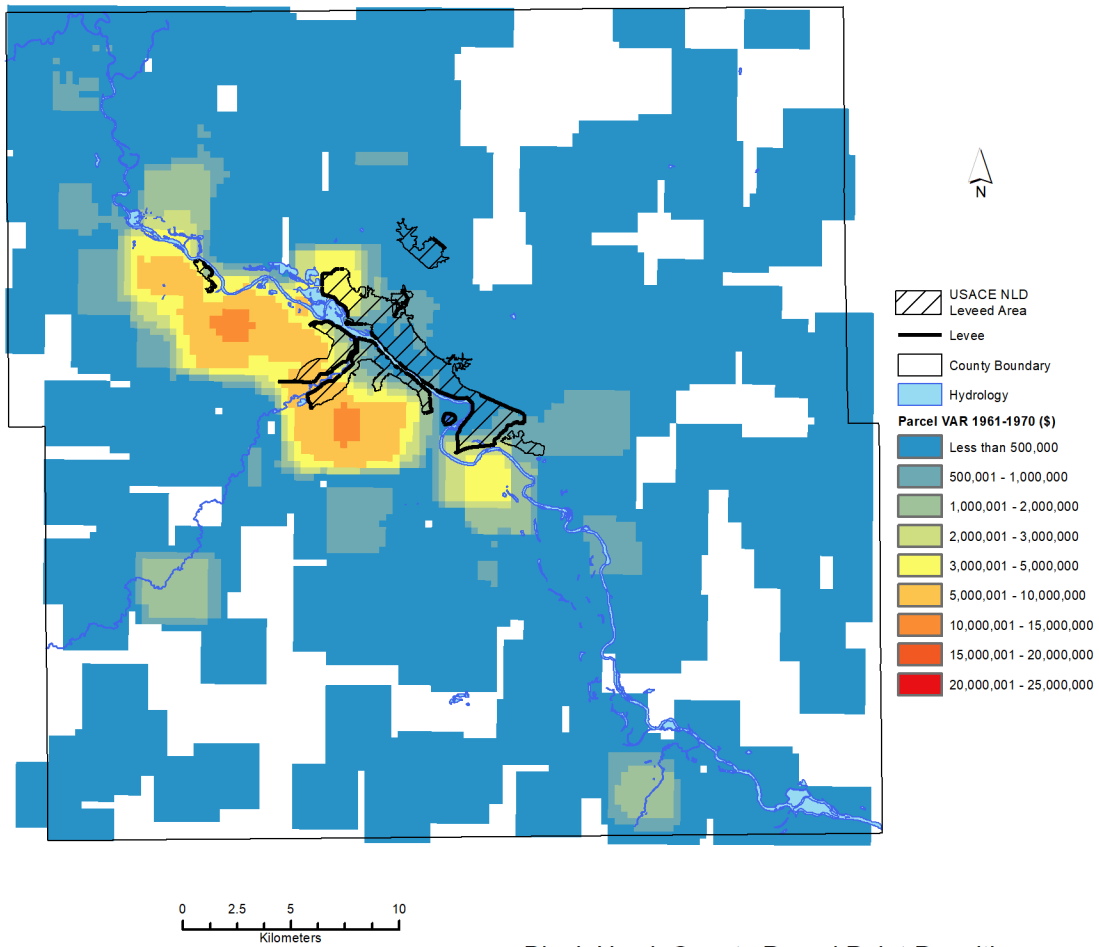 N
USACE NLD
Leveed Area
Levee
County Boundary
Hydrology
Parcel VAR 1961-1970 ($)
Less than 500,000
500,001 - 1,000,000
1,000,001 - 2,000,000
2,000,001 - 3,000,000
3,000,001 - 5,000,000
5,000,001 - 10,000,000
10,000,001 - 15,000,000
15,000,001 - 20,000,000
20,000,001 - 25,000,000
0 2.5 5 10
Kilometers